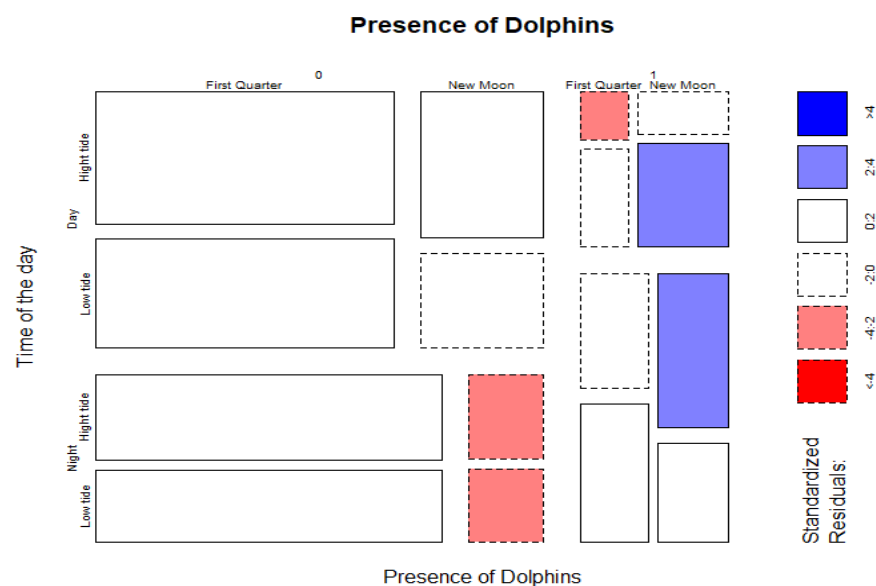 Presence of Dolphins
0 1
First Quarter New Moon First Quarter New Moon
Time of the day
Day
Hight tide
Low tide
Night
Hight tide
Low tide
>4
2:4
0:2
-2:0
-4:-2
<-4
Standardized
Residuals:
Presence of Dolphins